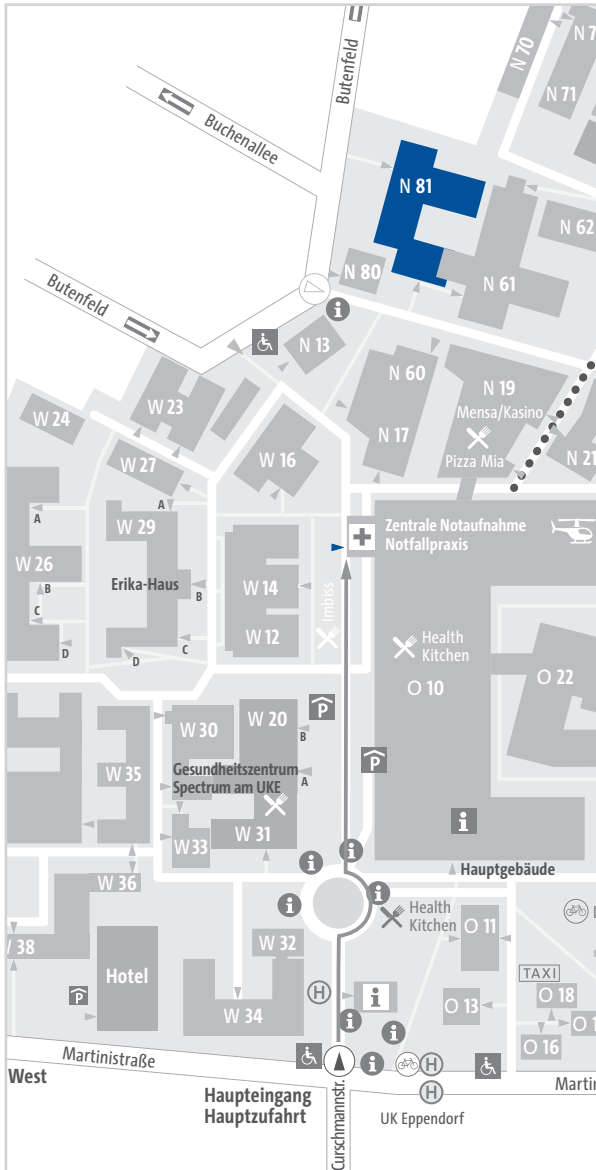 Butenfeld
Buchenallee
N 70
N 7
N 71
N 81
N 62
N 80
N 61
Butenfeld
N 13
N 60
N 19
Mensa/Kasino
Pizza Mia
N 17
N 21
W 24
W 23
W 27
W 16
A
A
W 29
W 26
Erika-Haus
B
B
C
C
D
D
W 14
W 12
Imbiss
Zentrale Notaufnahme
Notfallpraxis
Health
Kitchen
O 10
O 22
P
W 30
W 20
B
P
W 35
Gesundheitszentrum
Spectrum am UKE
A
W 33
W 31
i
i
i
Hauptgebäude
W 36
i
i
Health
Kitchen
O 11
D
/ 38
Hotel
W 32
H
i
TAXI
O 18
P
W 34
O 13
O 1
i
i
O 16
Martinistraße
i
H
West
Haupteingang
Hauptzufahrt
Curschmannstr.
H
UK Eppendorf
Martin
i